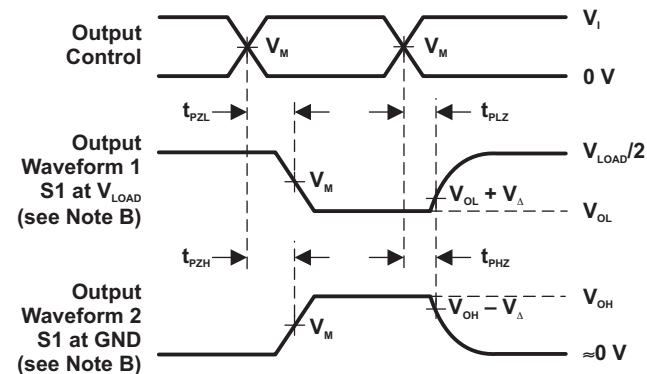 Output
Control
V_M
V_M
V_I
0 V
t_PZL
t_PLZ
Output
Waveform 1
S1 at V_LOAD
(see Note B)
V_M
V_OL + V_Δ
V_LOAD/2
V_OL
t_PZH
t_PHZ
Output
Waveform 2
S1 at GND
(see Note B)
V_M
V_OH – V_Δ
V_OH
≈0 V